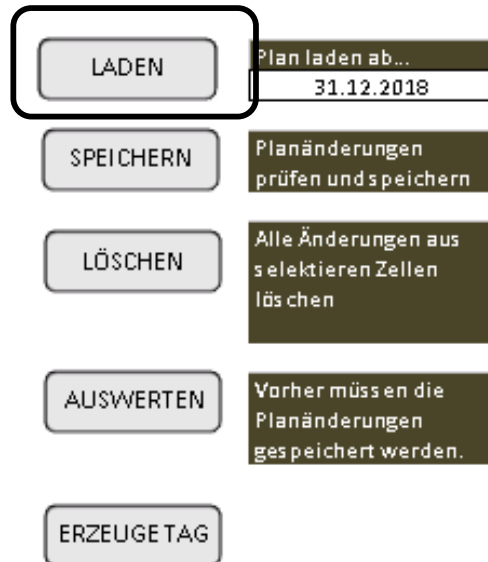 LADEN
Plan laden ab...
31.12.2018
SPEICHERN
Planänderungen
prüfen und speichern
LÖSCHEN
Alle Änderungen aus
selektieren Zellen
löschen
AUSWERTEN
Vorher müssen die
Planänderungen
gespeichert werden.
ERZEUGE TAG